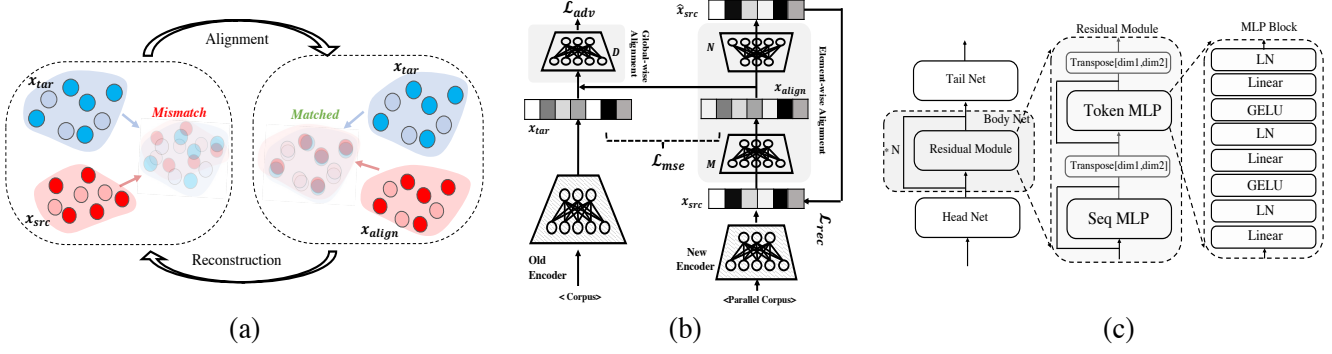 Alignment
x_tar
Mismatch
x_src
Matched
x_tar
x_align
Reconstruction
(a)
ℒ_adv
D
Global-wise
Alignment
x_tar
ℒ_mse
Old
Encoder
< Corpus>
x̂_src
N
Element-wise Alignment
x_align
M
x_src
ℒ_rec
New
Encoder
<Parallel Corpus>
(b)
Tail Net
Body Net
* N
Residual Module
Head Net
Residual Module
Transpose[dim1,dim2]
Token MLP
Transpose[dim1,dim2]
Seq MLP
MLP Block
LN
Linear
GELU
LN
Linear
GELU
LN
Linear
(c)